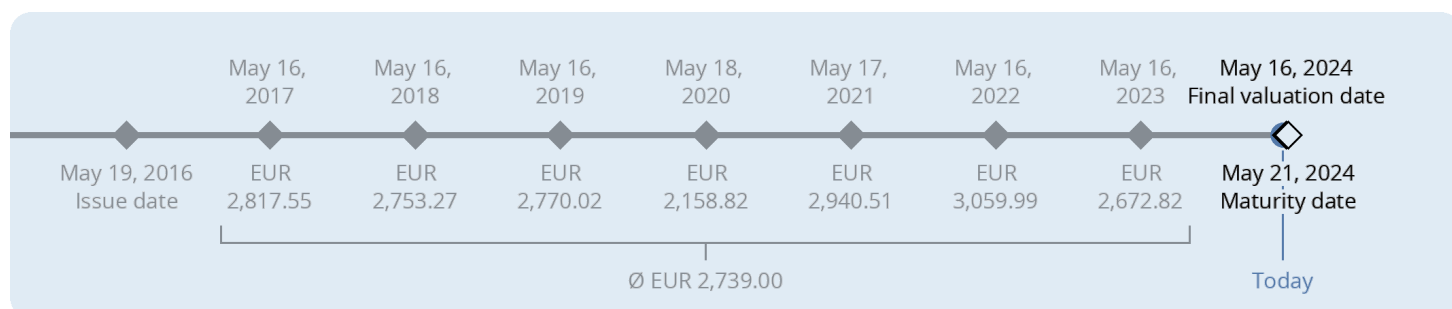 May 16,
2017
May 16,
2018
May 16,
2019
May 18,
2020
May 17,
2021
May 16,
2022
May 16,
2023
May 16, 2024
Final valuation date
May 19, 2016
Issue date
EUR
2,817.55
EUR
2,753.27
EUR
2,770.02
EUR
2,158.82
EUR
2,940.51
EUR
3,059.99
EUR
2,672.82
May 21, 2024
Maturity date
Ø EUR 2,739.00
Today